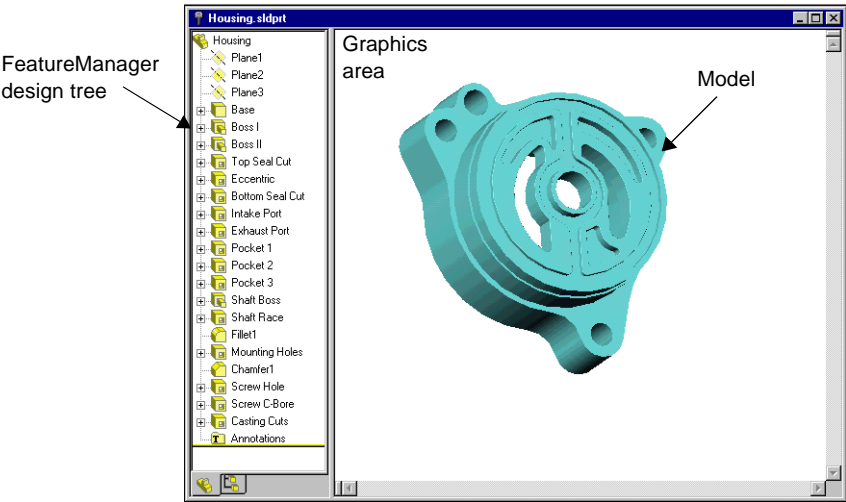 Housing.sldprt
FeatureManager
design tree
Housing
Plane1
Plane2
Plane3
Base
Boss I
Boss II
Top Seal Cut
Eccentric
Bottom Seal Cut
Intake Port
Exhaust Port
Pocket 1
Pocket 2
Pocket 3
Shaft Boss
Shaft Race
Fillet1
Mounting Holes
Chamfer1
Screw Hole
Screw C-Bore
Casting Cuts
T Annotations
Graphics
area
Model